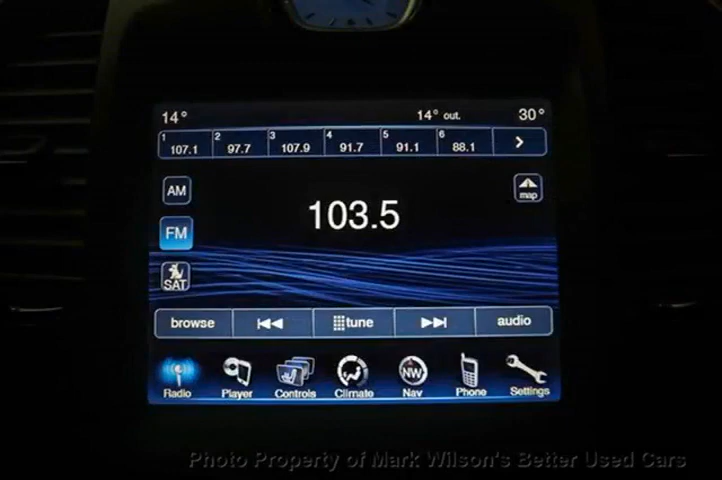 14° 14° out. 30°
1 107.1 2 97.7 3 107.9 4 91.7 5 91.1 6 88.1 >
AM
map
103.5
FM
SAT
browse tune audio
NW
Radio Player Controls Climate Nav Phone Settings
Photo Property of Mark Wilson's Better Used Cars